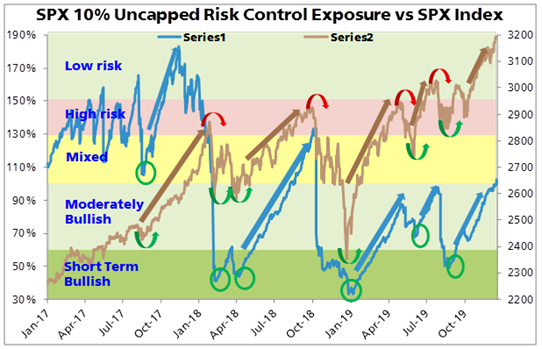 SPX 10% Uncapped Risk Control Exposure vs SPX Index
Series1 Series2
190%
170%
150%
130%
110%
90%
70%
50%
30%
Low risk
High risk
Mixed
Moderately
Bullish
Short Term
Bullish
3200
3100
3000
2900
2800
2700
2600
2500
2400
2300
2200
Jan-17
Apr-17
Jul-17
Oct-17
Jan-18
Apr-18
Jul-18
Oct-18
Jan-19
Apr-19
Jul-19
Oct-19